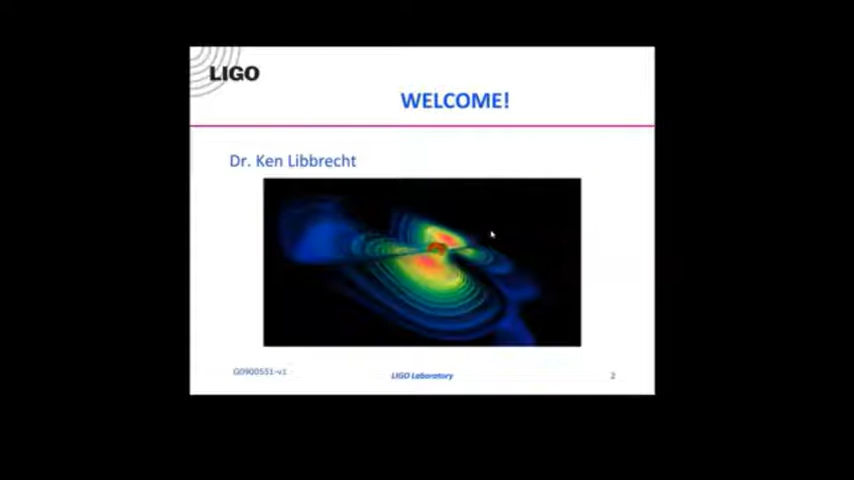 LIGO
WELCOME!
Dr. Ken Libbrecht
G0900551-v1
LIGO Laboratory
2